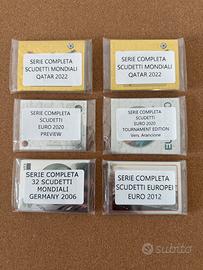 SERIE COMPLETA
SCUDETTI MONDIALI
QATAR 2022
SERIE COMPLETA
SCUDETTI MONDIALI
QATAR 2022
SERIE COMPLETA
SCUDETTI
EURO 2020
PREVIEW
SERIE COMPLETA
SCUDETTI
EURO 2020
TOURNAMENT EDITION
Vers. Arancione
SERIE COMPLETA
32 SCUDETTI
MONDIALI
GERMANY 2006
SERIE COMPLETA
SCUDETTI EUROPEI
EURO 2012
subito